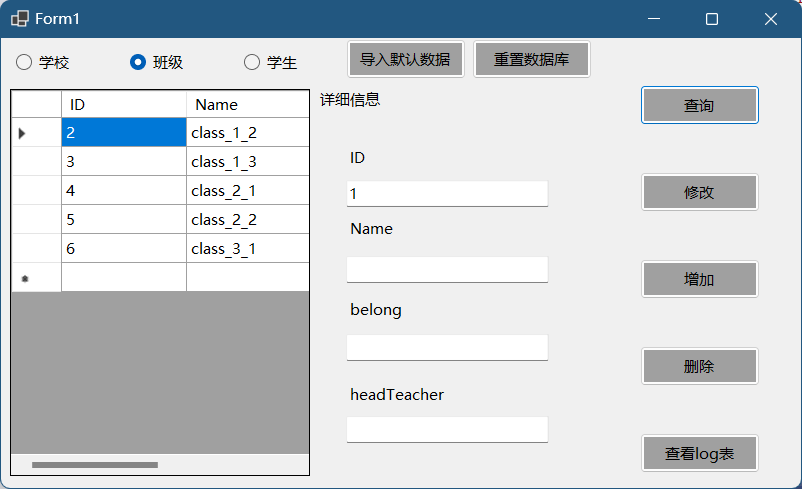 Form1
学校 班级 学生 导入默认数据 重置数据库
ID Name
2 class_1_2
3 class_1_3
4 class_2_1
5 class_2_2
6 class_3_1
详细信息
ID
1
Name
belong
headTeacher
查询
修改
增加
删除
查看log表